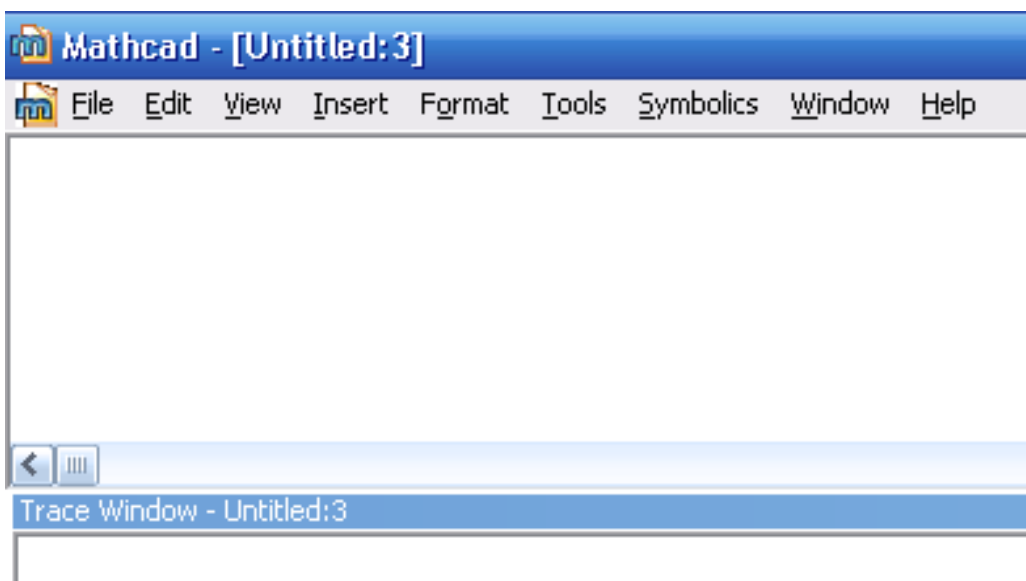 Mathcad - [Untitled:3]
File Edit View Insert Format Tools Symbolics Window Help
Trace Window - Untitled:3